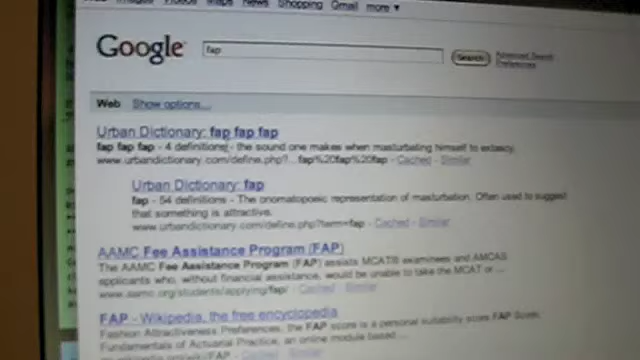 Web Images Videos Maps News Shopping Gmail more ▼
Google fap Search Advanced Search
Preferences
Web Show options...
Urban Dictionary: fap fap fap
fap fap fap - 4 definitions - the sound one makes when masturbating himself to extascy.
www.urbandictionary.com/define.php?... fap%20fap%20fap - Cached - Similar
Urban Dictionary: fap
fap - 54 definitions - The onomatopoeic representation of masturbation. Often used to suggest
that something is attractive.
www.urbandictionary.com/define.php?term=fap - Cached - Similar
AAMC Fee Assistance Program (FAP)
The AAMC Fee Assistance Program (FAP) assists MCAT® examinees and AMCAS
applicants who, without financial assistance, would be unable to take the MCAT or ...
www.aamc.org/students/applying/fap/ - Cached - Similar
FAP - Wikipedia, the free encyclopedia
Fashion Attractiveness Preferences, the FAP score is a personal suitability score FAP Score.
Fundamentals of Actuarial Practice, an online module based ...
Cached - Similar